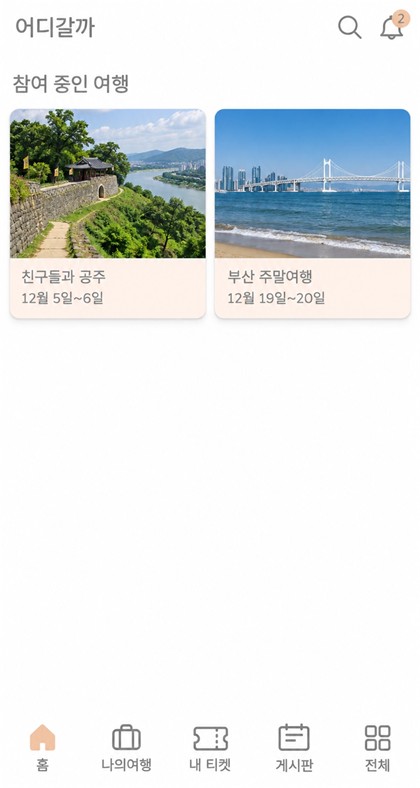 어디갈까
2
참여 중인 여행
친구들과 공주
12월 5일~6일
부산 주말여행
12월 19일~20일
홈
나의여행
내 티켓
게시판
전체